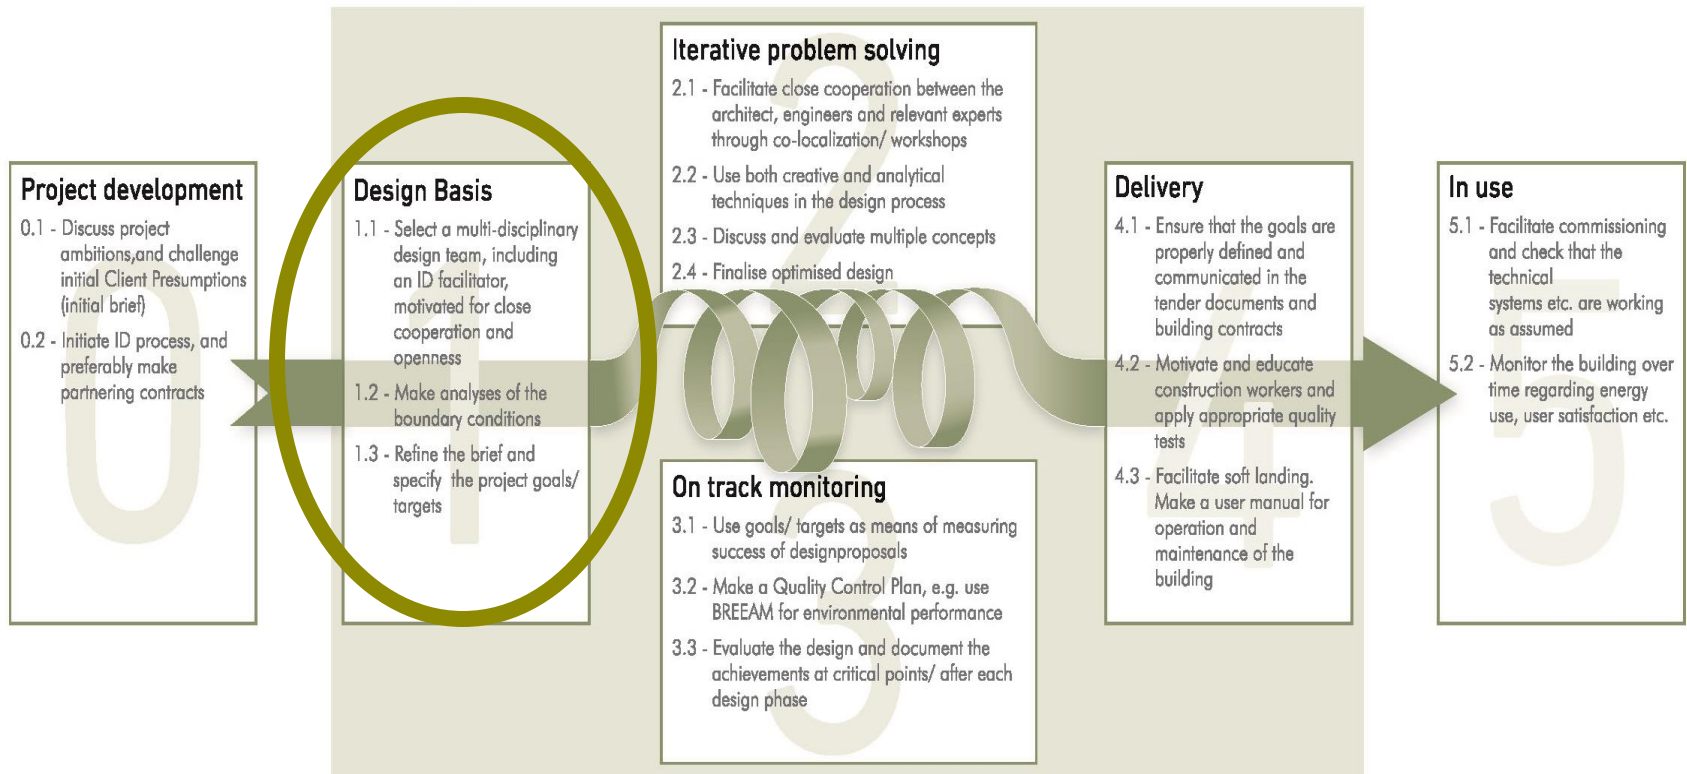 Project development
0.1 - Discuss project
ambitions,and challenge
initial Client Presumptions
(initial brief)
0.2 - Initiate ID process, and
preferably make
partnering contracts
0
Design Basis
1.1 - Select a multi-disciplinary
design team, including
an ID facilitator,
motivated for close
cooperation and
openness
1.2 - Make analyses of the
boundary conditions
1.3 - Refine the brief and
specify the project goals/
targets
1
Iterative problem solving
2.1 - Facilitate close cooperation between the
architect, engineers and relevant experts
through co-localization/ workshops
2.2 - Use both creative and analytical
techniques in the design process
2.3 - Discuss and evaluate multiple concepts
2.4 - Finalise optimised design
2
On track monitoring
3.1 - Use goals/ targets as means of measuring
success of designproposals
3.2 - Make a Quality Control Plan, e.g. use
BREEAM for environmental performance
3.3 - Evaluate the design and document the
achievements at critical points/ after each
design phase
3
Delivery
4.1 - Ensure that the goals are
properly defined and
communicated in the
tender documents and
building contracts
4.2 - Motivate and educate
construction workers and
apply appropriate quality
tests
4.3 - Facilitate soft landing.
Make a user manual for
operation and
maintenance of the
building
4
In use
5.1 - Facilitate commissioning
and check that the
technical
systems etc. are working
as assumed
5.2 - Monitor the building over
time regarding energy
use, user satisfaction etc.
5